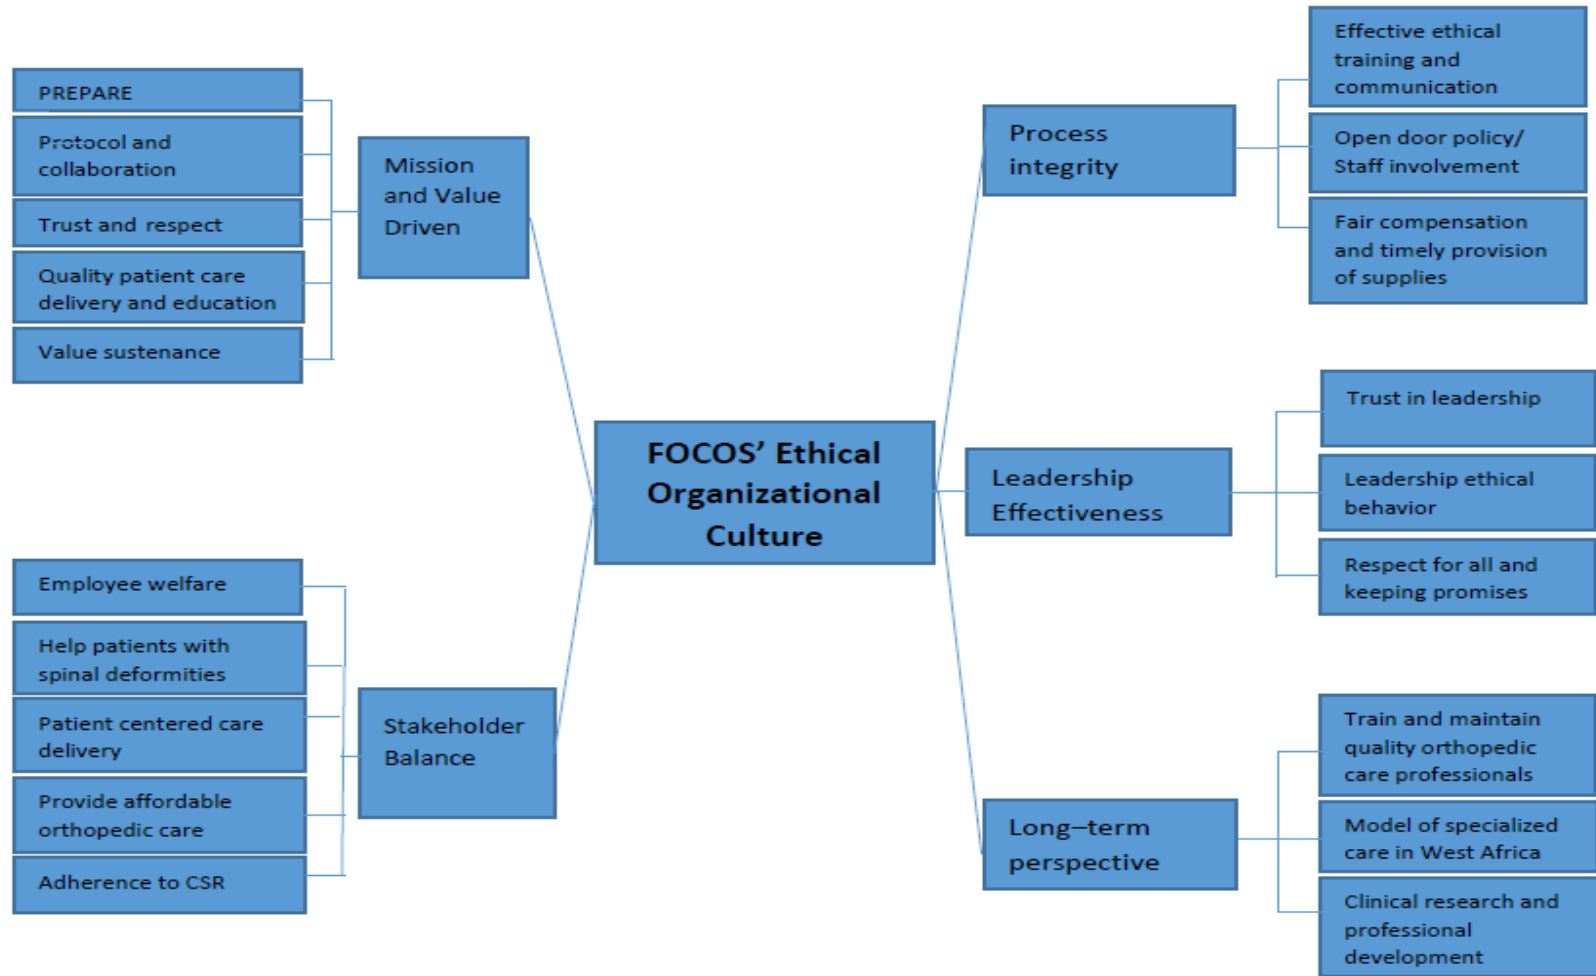 PREPARE
Protocol and
collaboration
Trust and respect
Quality patient care
delivery and education
Value sustenance
Mission
and Value
Driven
Employee welfare
Help patients with
spinal deformities
Patient centered care
delivery
Provide affordable
orthopedic care
Adherence to CSR
Stakeholder
Balance
FOCOS’ Ethical
Organizational
Culture
Process
integrity
Effective ethical
training and
communication
Open door policy/
Staff involvement
Fair compensation
and timely provision
of supplies
Leadership
Effectiveness
Trust in leadership
Leadership ethical
behavior
Respect for all and
keeping promises
Long–term
perspective
Train and maintain
quality orthopedic
care professionals
Model of specialized
care in West Africa
Clinical research and
professional
development